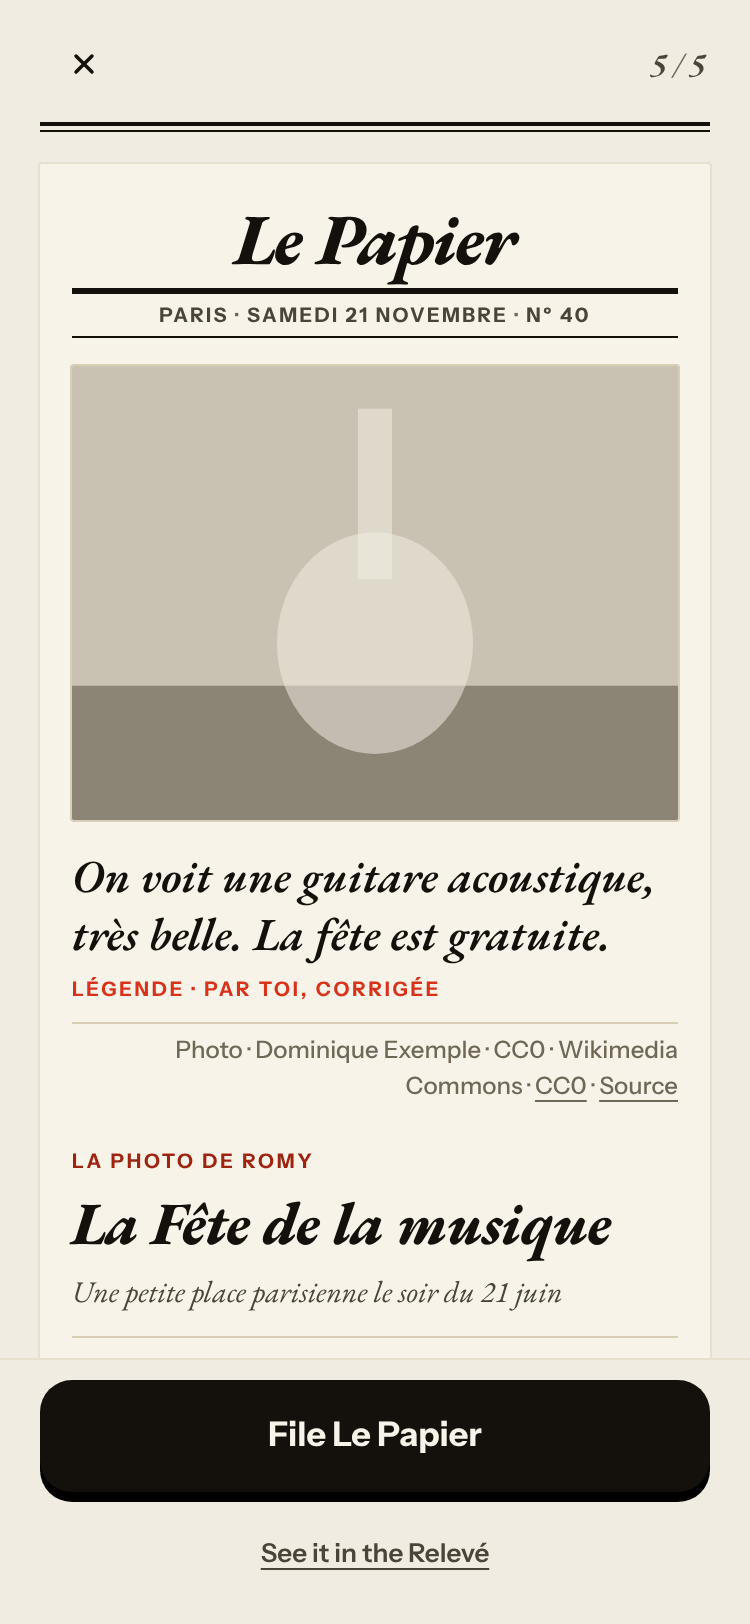 5/5
Le Papier
PARIS · SAMEDI 21 NOVEMBRE · N° 40
On voit une guitare acoustique,
très belle. La fête est gratuite.
LÉGENDE · PAR TOI, CORRIGÉE
Photo · Dominique Exemple · CC0 · Wikimedia
Commons · CC0 · Source
LA PHOTO DE ROMY
La Fête de la musique
Une petite place parisienne le soir du 21 juin
File Le Papier
See it in the Relevé